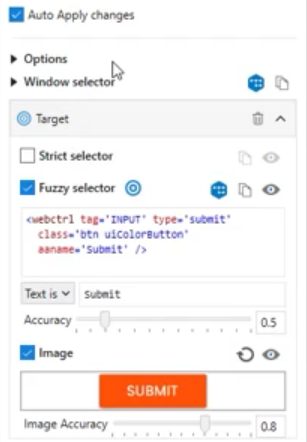 Auto Apply changes
Options
Window selector
Target
Strict selector
Fuzzy selector
<webctrl tag='INPUT' type='submit'
class='btn uiColorButton'
aaname='Submit' />
Text is Submit
Accuracy 0.5
Image
SUBMIT
Image Accuracy 0.8